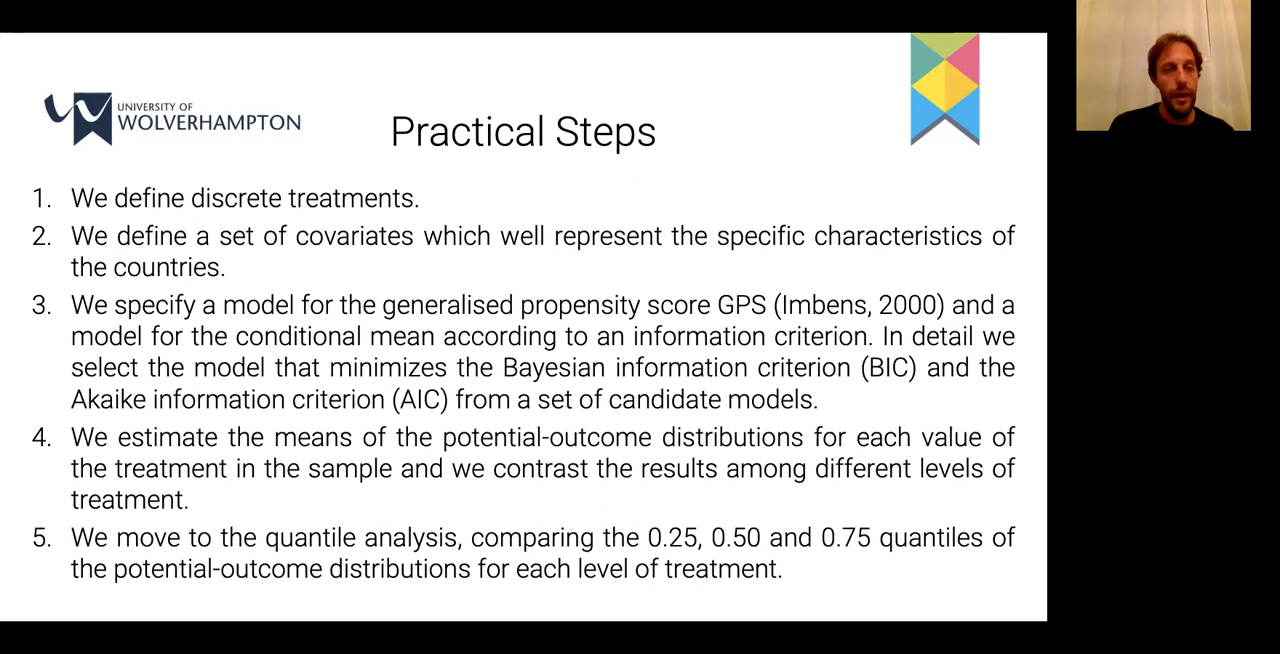 UNIVERSITY OF
WOLVERHAMPTON
Practical Steps
1. We define discrete treatments.
2. We define a set of covariates which well represent the specific characteristics of
the countries.
3. We specify a model for the generalised propensity score GPS (Imbens, 2000) and a
model for the conditional mean according to an information criterion. In detail we
select the model that minimizes the Bayesian information criterion (BIC) and the
Akaike information criterion (AIC) from a set of candidate models.
4. We estimate the means of the potential-outcome distributions for each value of
the treatment in the sample and we contrast the results among different levels of
treatment.
5. We move to the quantile analysis, comparing the 0.25, 0.50 and 0.75 quantiles of
the potential-outcome distributions for each level of treatment.